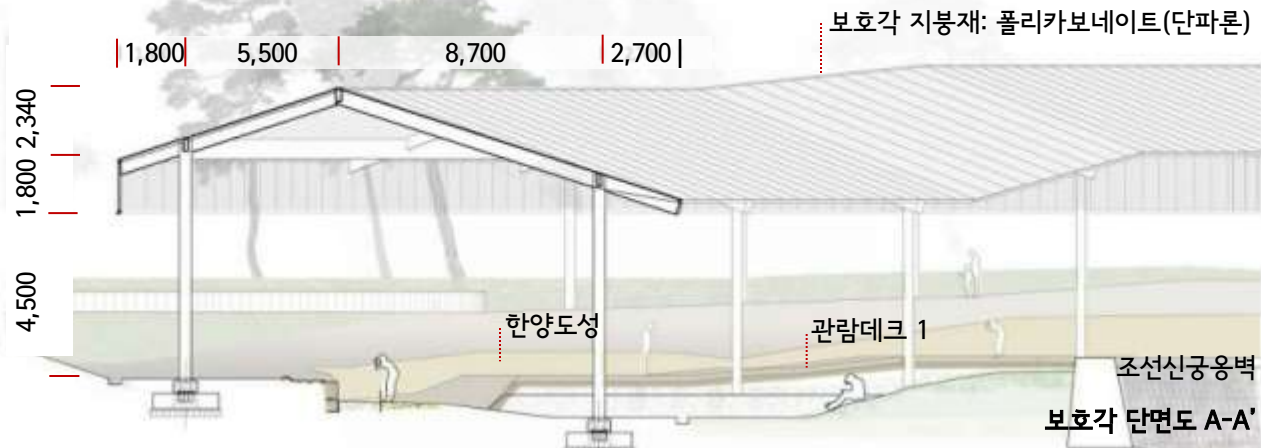 보호각 지붕재: 폴리카보네이트(단파론)
1,800 5,500 8,700 2,700
2,340
1,800
4,500
한양도성
관람데크 1
조선신궁옹벽
보호각 단면도 A-A'